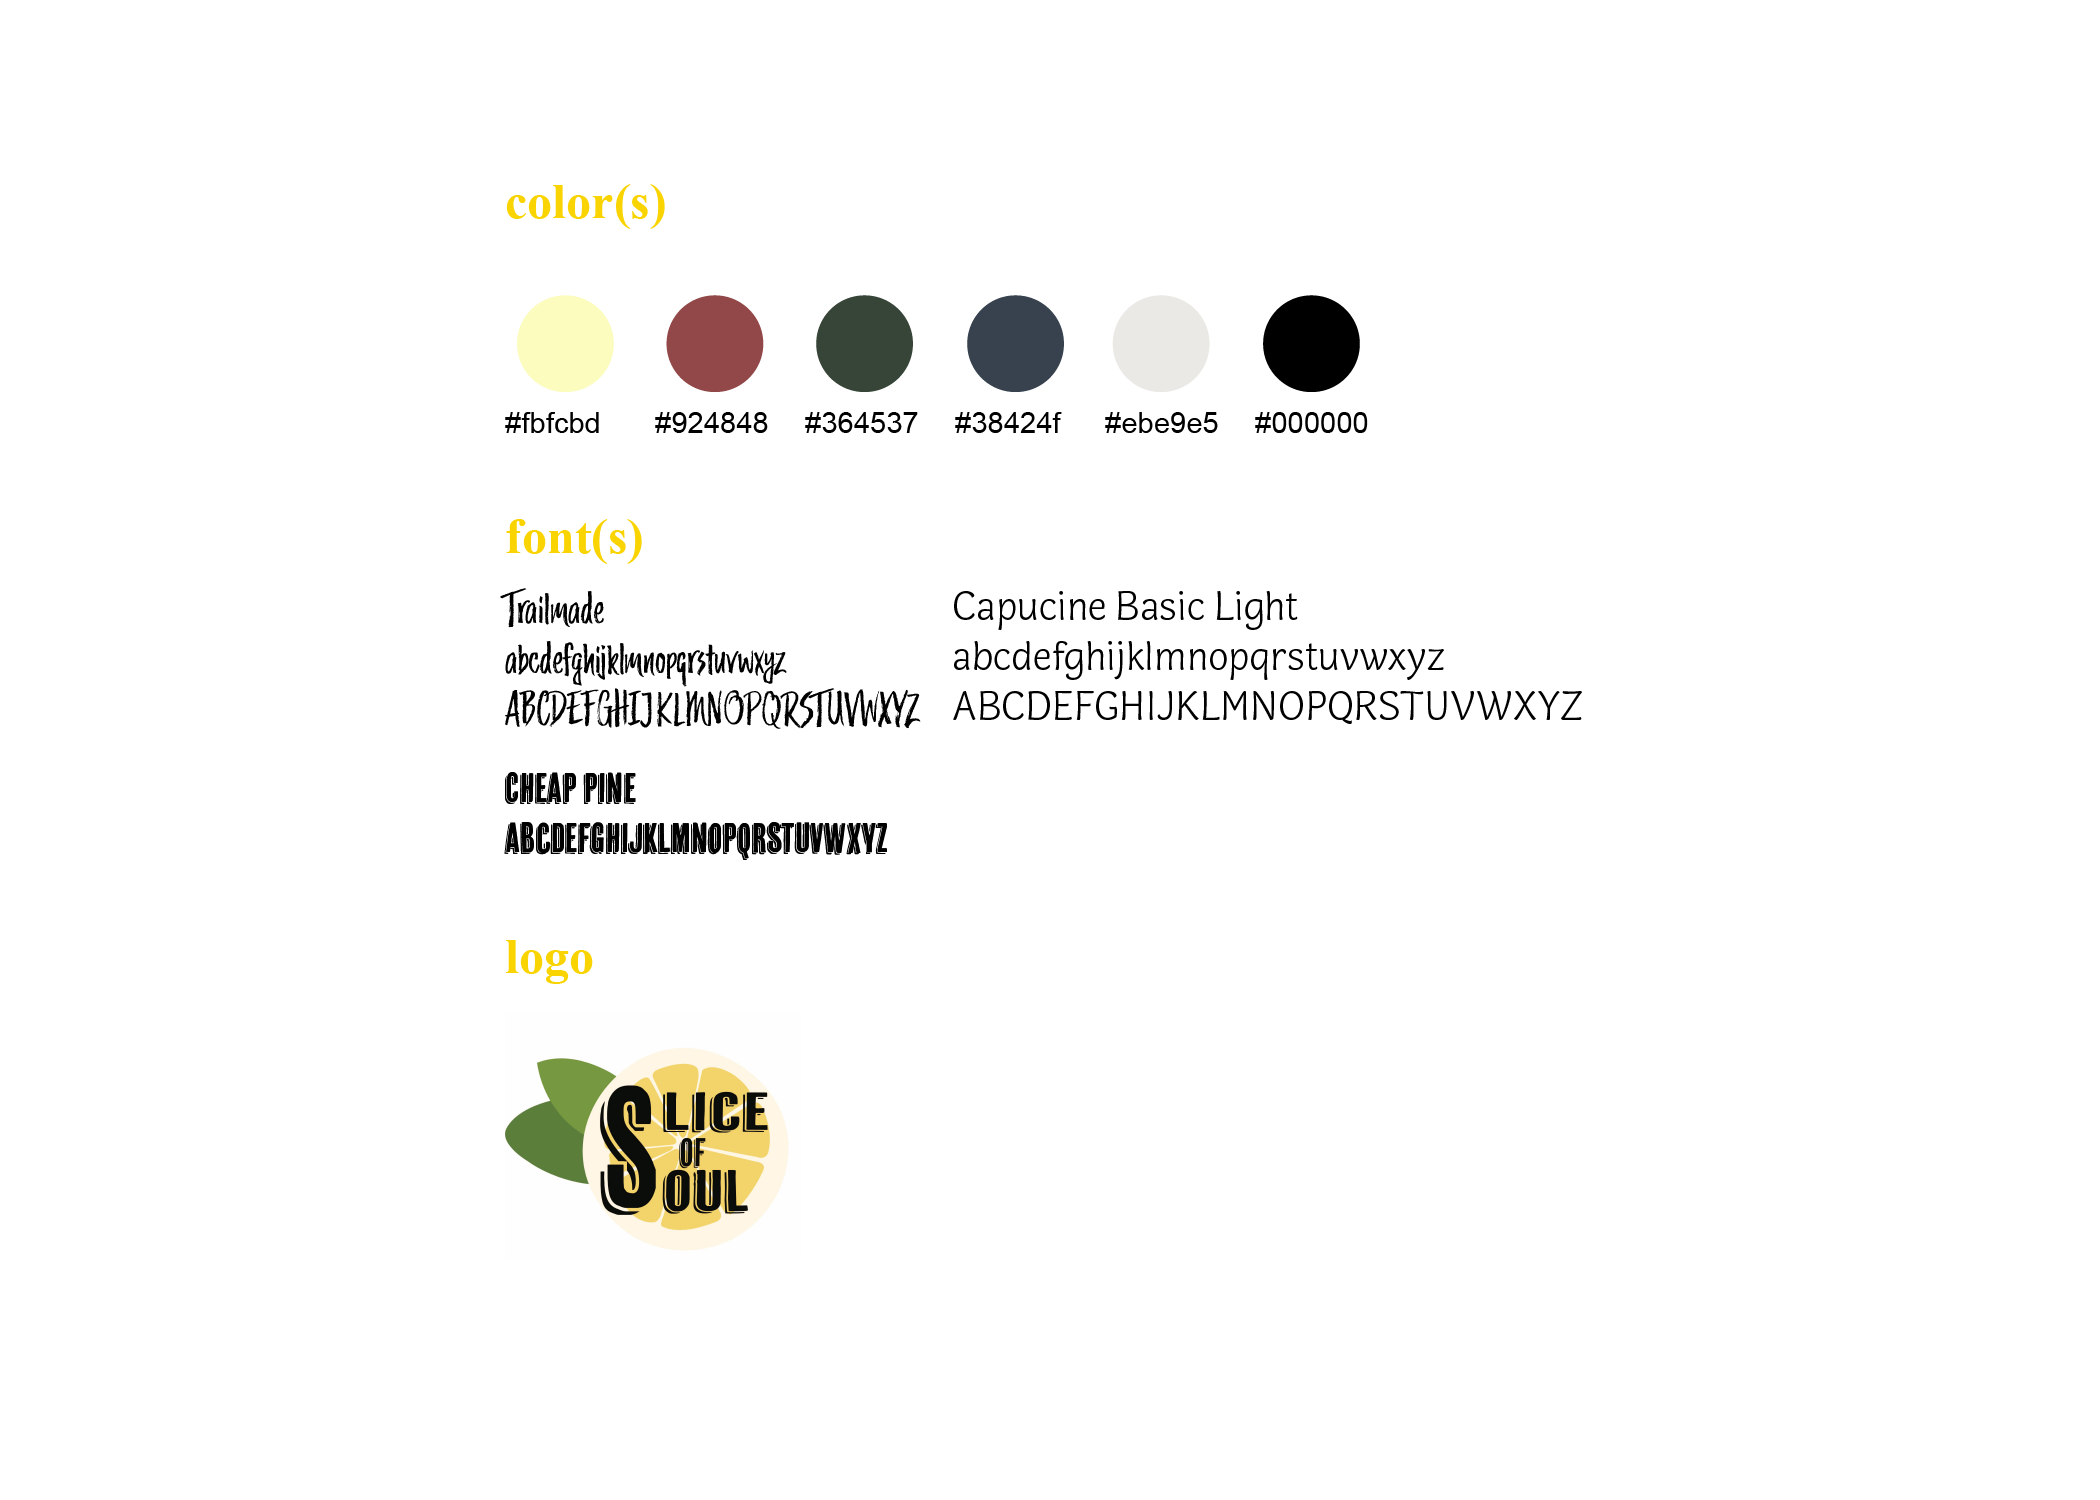 color(s)
#fbfcbd #924848 #364537 #38424f #ebe9e5 #000000
font(s)
Trailmade
abcdefghijklmnopqrstuvwxyz
ABCDEFGHIJKLMNOPQRSTUVWXYZ
Capucine Basic Light
abcdefghijklmnopqrstuvwxyz
ABCDEFGHIJKLMNOPQRSTUVWXYZ
CHEAP PINE
ABCDEFGHIJKLMNOPQRSTUVWXYZ
logo
SLICE
OF
SOUL